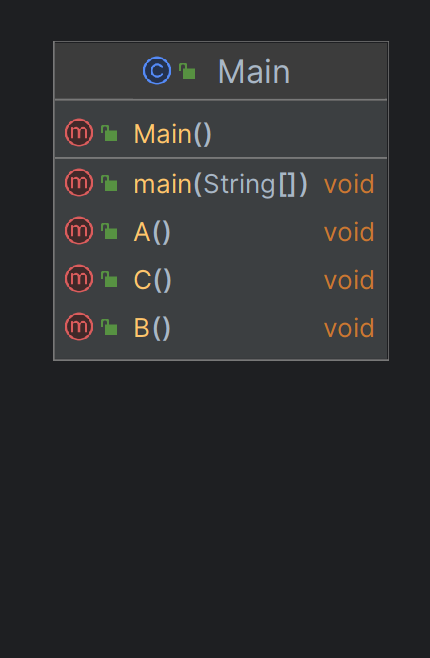 Main
Main()
main(String[]) void
A() void
C() void
B() void